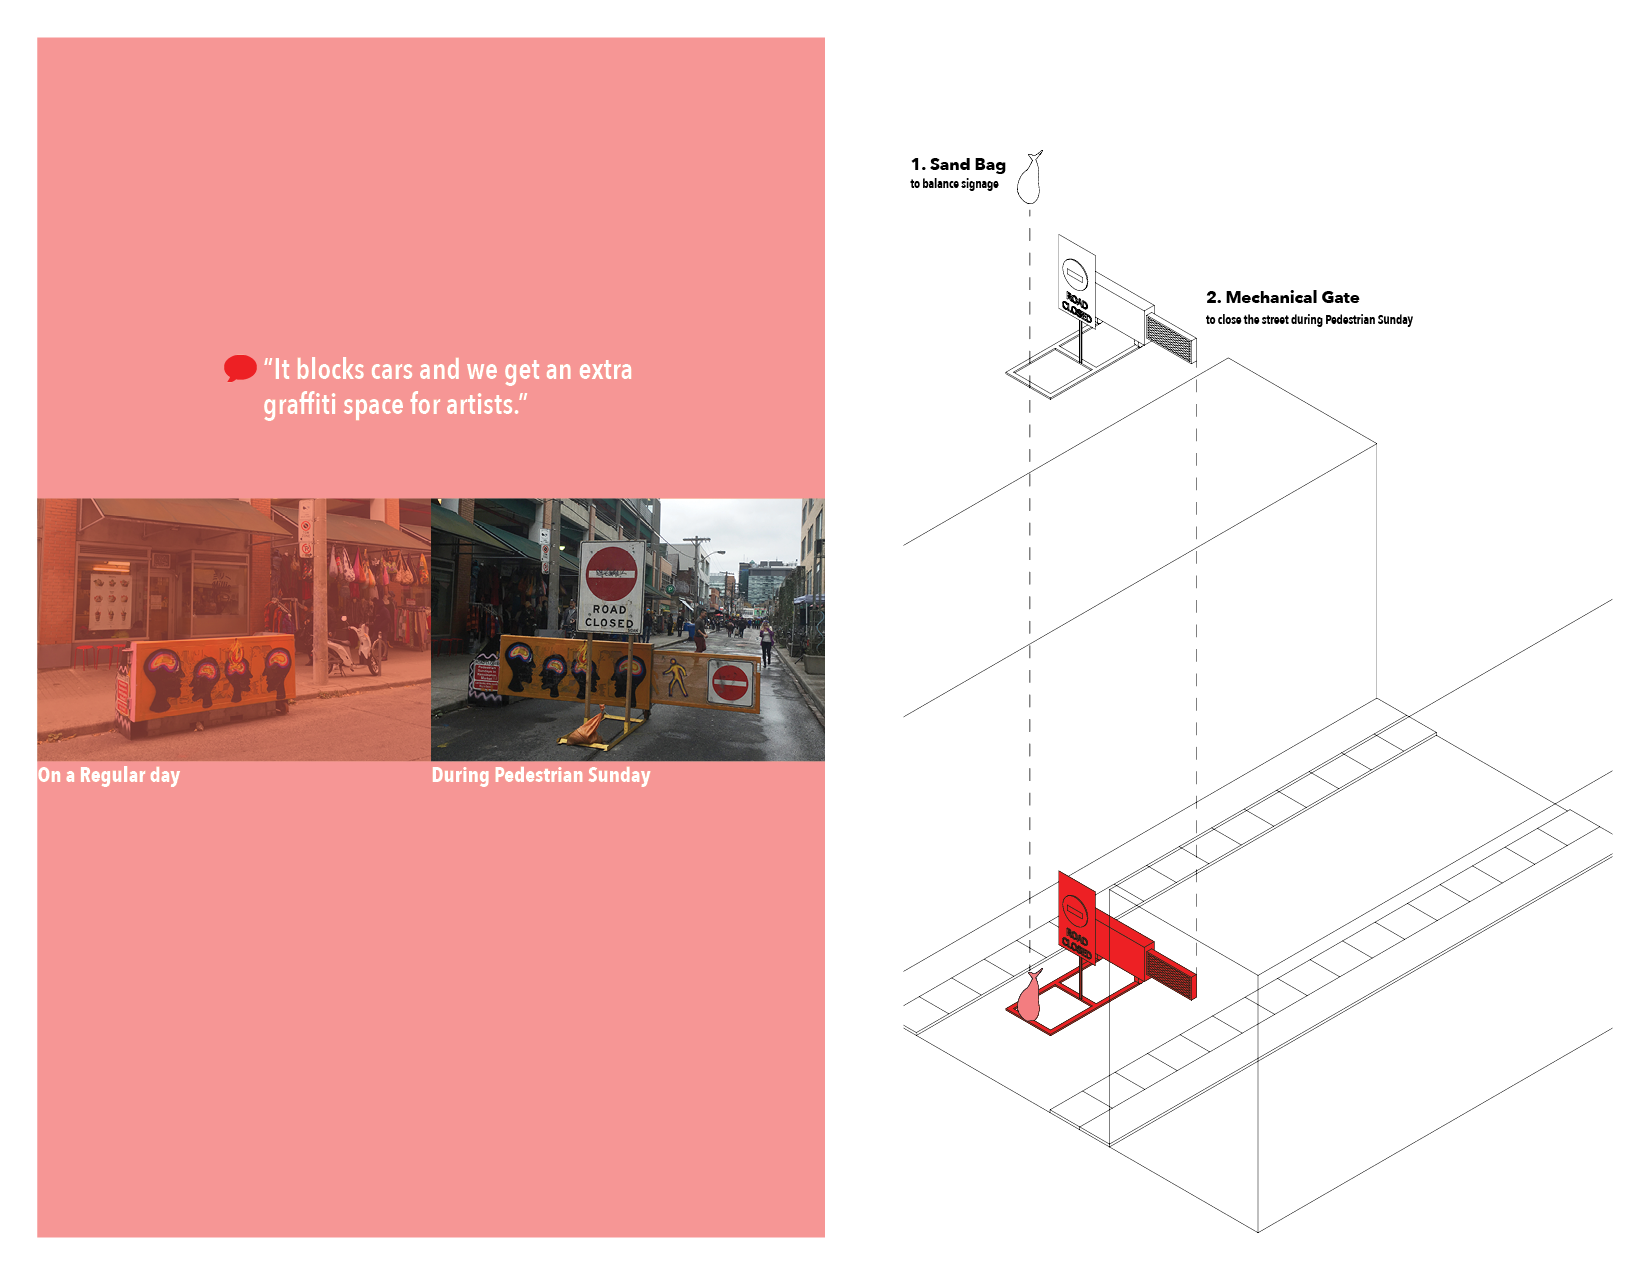 “It blocks cars and we get an extra
graffiti space for artists.”
ROAD
CLOSED
On a Regular day
During Pedestrian Sunday
1. Sand Bag
to balance signage
ROAD
CLOSED
2. Mechanical Gate
to close the street during Pedestrian Sunday
ROAD
CLOSED